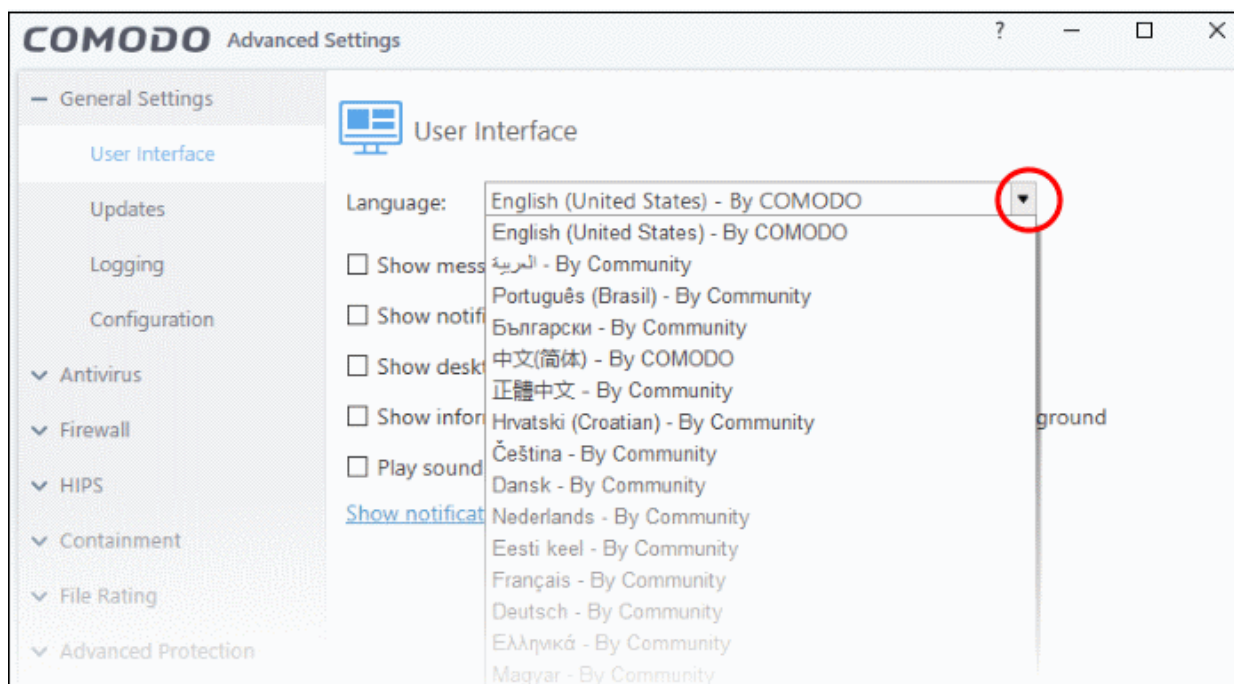 COMODO Advanced Settings ?
General Settings
User Interface
Updates
Logging
Configuration
Antivirus
Firewall
HIPS
Containment
File Rating
Advanced Protection
User Interface
Language: English (United States) - By COMODO
English (United States) - By COMODO
العربية - By Community
Português (Brasil) - By Community
Български - By Community
中文(简体) - By COMODO
正體中文 - By Community
Hrvatski (Croatian) - By Community
Čeština - By Community
Dansk - By Community
Nederlands - By Community
Eesti keel - By Community
Français - By Community
Deutsch - By Community
Ελληνικά - By Community
Magyar - By Community
Show mess
Show notifi
Show deskt
Show infor ground
Play sound
Show notificat